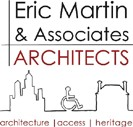 Eric Martin
& Associates
ARCHITECTS
architecture | access | heritage